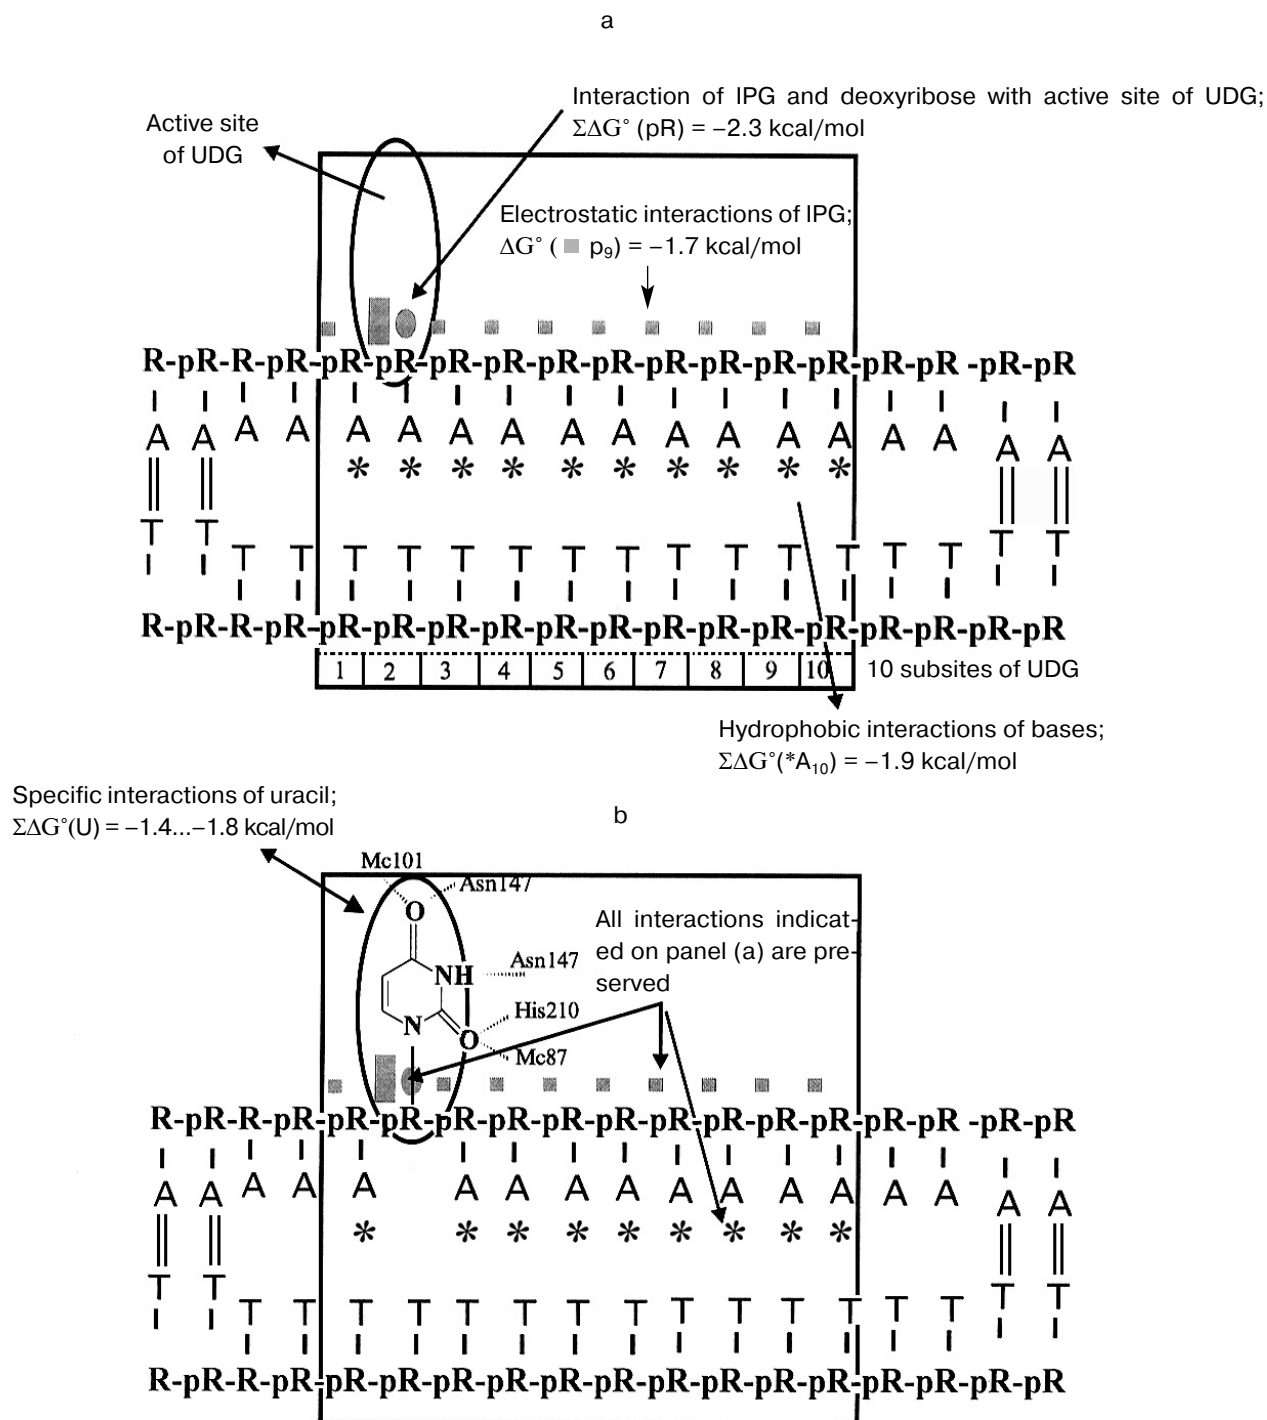 a
Interaction of IPG and deoxyribose with active site of UDG;
ΣΔG° (pR) = −2.3 kcal/mol
Active site
of UDG
Electrostatic interactions of IPG;
ΔG° ( ■ p₉) = −1.7 kcal/mol
R-pR-R-pR-pR-pR-pR-pR-pR-pR-pR-pR-pR-pR-pR-pR -pR-pR
A A A A A A A A A A A A A A A A A A
* * * * * * * * * *
T T T T T T T T T T T T T T T T T T
R-pR-R-pR-pR-pR-pR-pR-pR-pR-pR-pR-pR-pR-pR-pR-pR-pR
1 2 3 4 5 6 7 8 9 10 10 subsites of UDG
Hydrophobic interactions of bases;
ΣΔG°(*A₁₀) = −1.9 kcal/mol
Specific interactions of uracil;
ΣΔG°(U) = −1.4...−1.8 kcal/mol
b
Mc101
Asn147
O
All interactions indicat-
ed on panel (a) are pre-
served
NH Asn147
N
His210
O
Mc87
R-pR-R-pR-pR-pR-pR-pR-pR-pR-pR-pR-pR-pR-pR-pR -pR-pR
A A A A A A A A A A A A A A A A A
* * * * * * * * *
T T T T T T T T T T T T T T T T T T
R-pR-R-pR-pR-pR-pR-pR-pR-pR-pR-pR-pR-pR-pR-pR-pR-pR